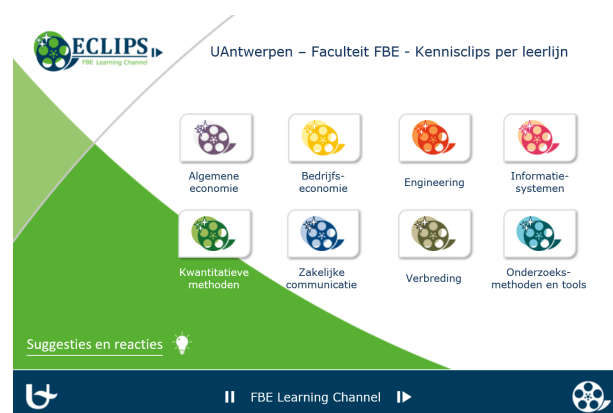 ECLIPS
FBE Learning Channel
UAntwerpen – Faculteit FBE - Kennisclips per leerlijn
Algemene
economie
Bedrijfs-
economie
Engineering
Informatie-
systemen
Kwantitatieve
methoden
Zakelijke
communicatie
Verbreding
Onderzoeks-
methoden en tools
Suggesties en reacties
FBE Learning Channel